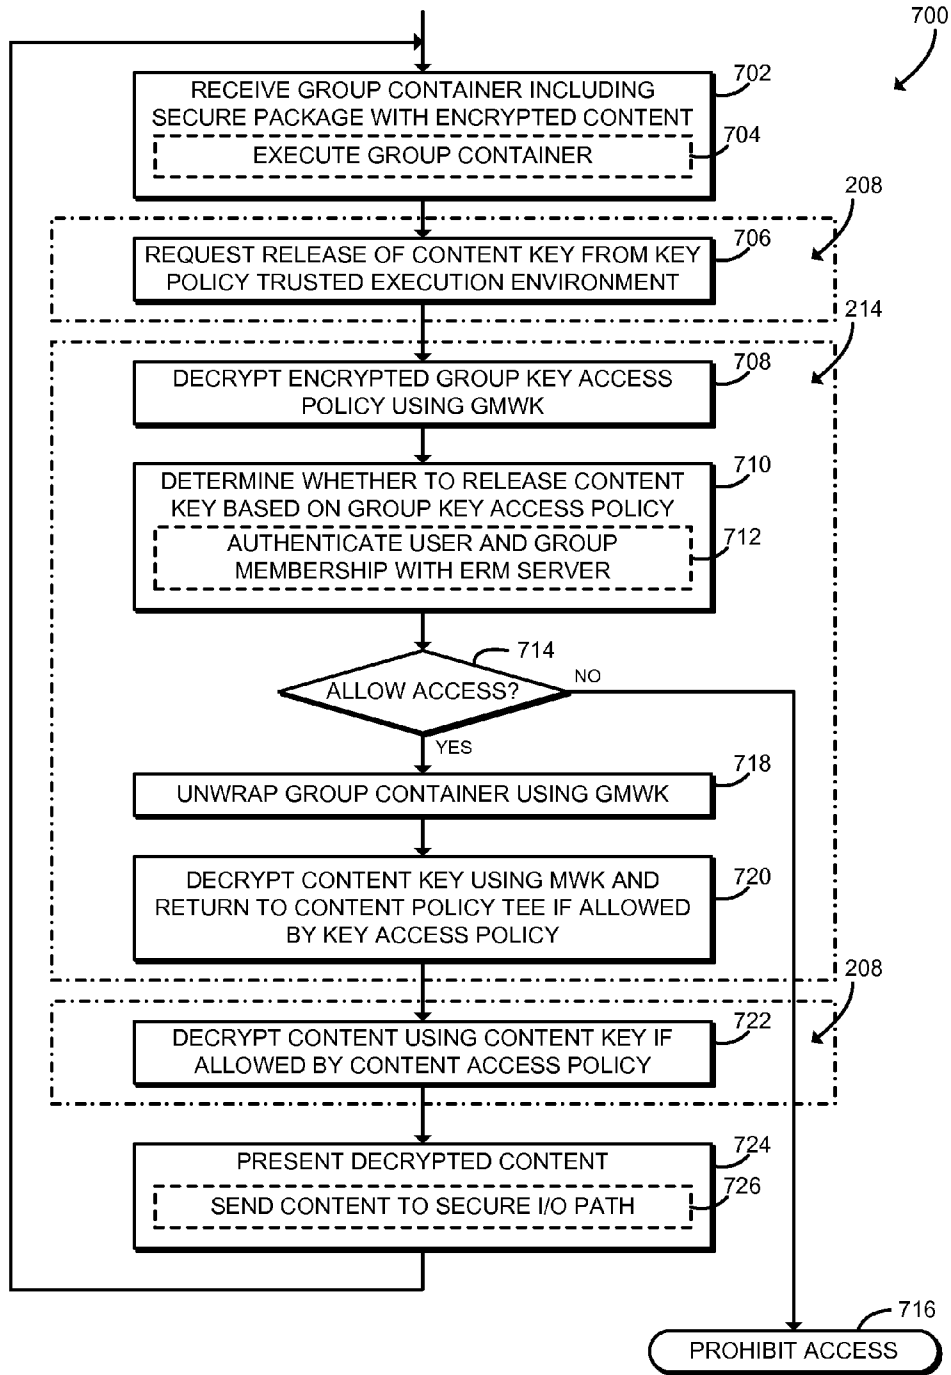 700
RECEIVE GROUP CONTAINER INCLUDING
SECURE PACKAGE WITH ENCRYPTED CONTENT
702
EXECUTE GROUP CONTAINER
704
208
REQUEST RELEASE OF CONTENT KEY FROM KEY
POLICY TRUSTED EXECUTION ENVIRONMENT
706
214
DECRYPT ENCRYPTED GROUP KEY ACCESS
POLICY USING GMWK
708
DETERMINE WHETHER TO RELEASE CONTENT
KEY BASED ON GROUP KEY ACCESS POLICY
710
AUTHENTICATE USER AND GROUP
MEMBERSHIP WITH ERM SERVER
712
714
ALLOW ACCESS?
NO
YES
UNWRAP GROUP CONTAINER USING GMWK
718
DECRYPT CONTENT KEY USING MWK AND
RETURN TO CONTENT POLICY TEE IF ALLOWED
BY KEY ACCESS POLICY
720
208
DECRYPT CONTENT USING CONTENT KEY IF
ALLOWED BY CONTENT ACCESS POLICY
722
PRESENT DECRYPTED CONTENT
724
SEND CONTENT TO SECURE I/O PATH
726
716
PROHIBIT ACCESS